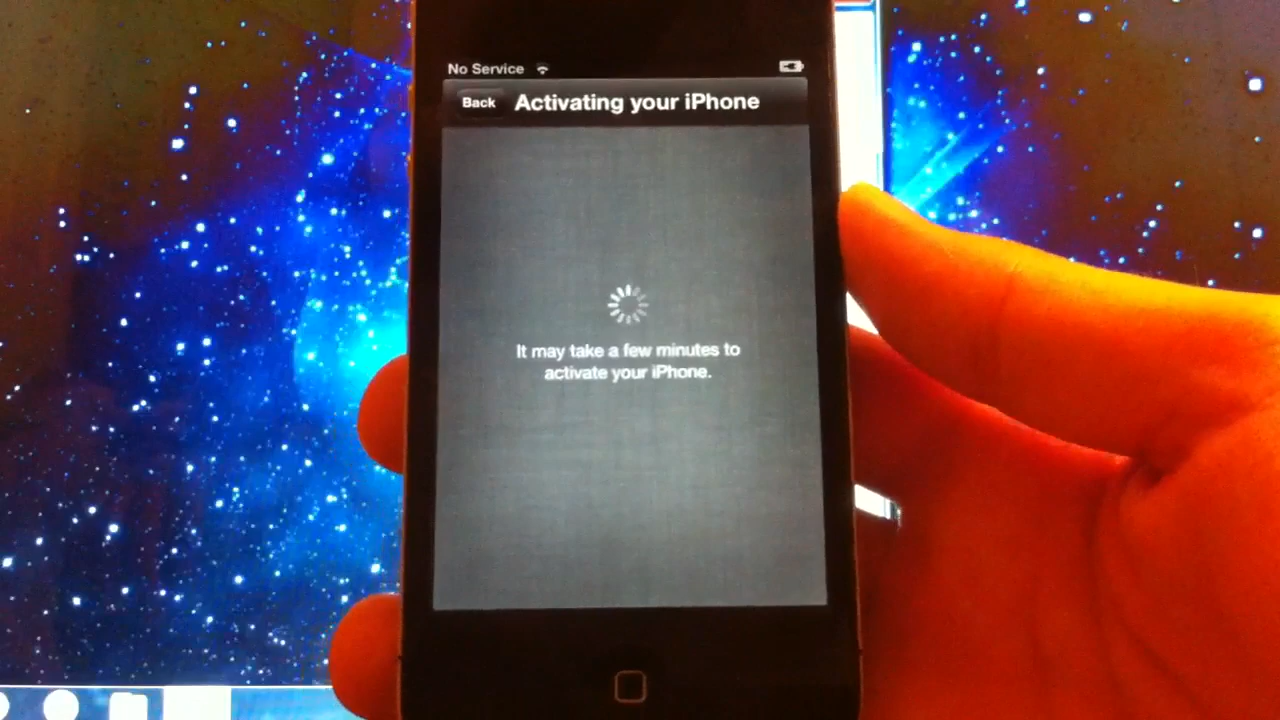 No Service
Back
Activating your iPhone
It may take a few minutes to
activate your iPhone.